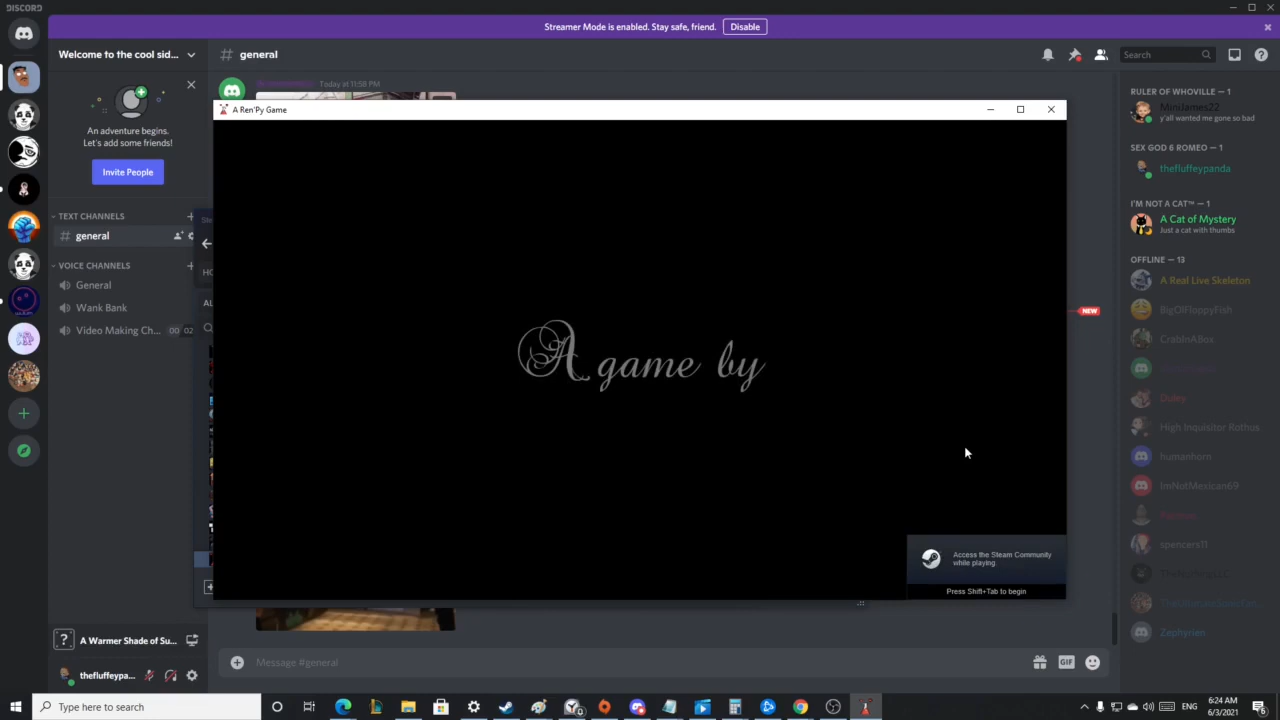 DISCORD
Streamer Mode is enabled. Stay safe, friend. Disable
Welcome to the cool sid...
# general
Search
Today at 11:58 PM
A Ren'Py Game
An adventure begins.
Let's add some friends!
Invite People
TEXT CHANNELS
# general
VOICE CHANNELS
General
Wank Bank
Video Making Ch... 00 02
HO
AL
A game by
Access the Steam Community
while playing.
Press Shift+Tab to begin
NEW
RULER OF WHOVILLE — 1
MiniJames22
y'all wanted me gone so bad
SEX GOD 6 ROMEO — 1
thefluffeypanda
I'M NOT A CAT™ — 1
A Cat of Mystery
Just a cat with thumbs
OFFLINE — 13
A Real Live Skeleton
BigOlFloppyFish
CrabInABox
Duley
High Inquisitor Rothus
humanhorn
ImNotMexican69
spencers11
Zephyrien
A Warmer Shade of Su...
thefluffeypa...
Message #general
GIF
Type here to search
ENG
6:24 AM
6/3/2021